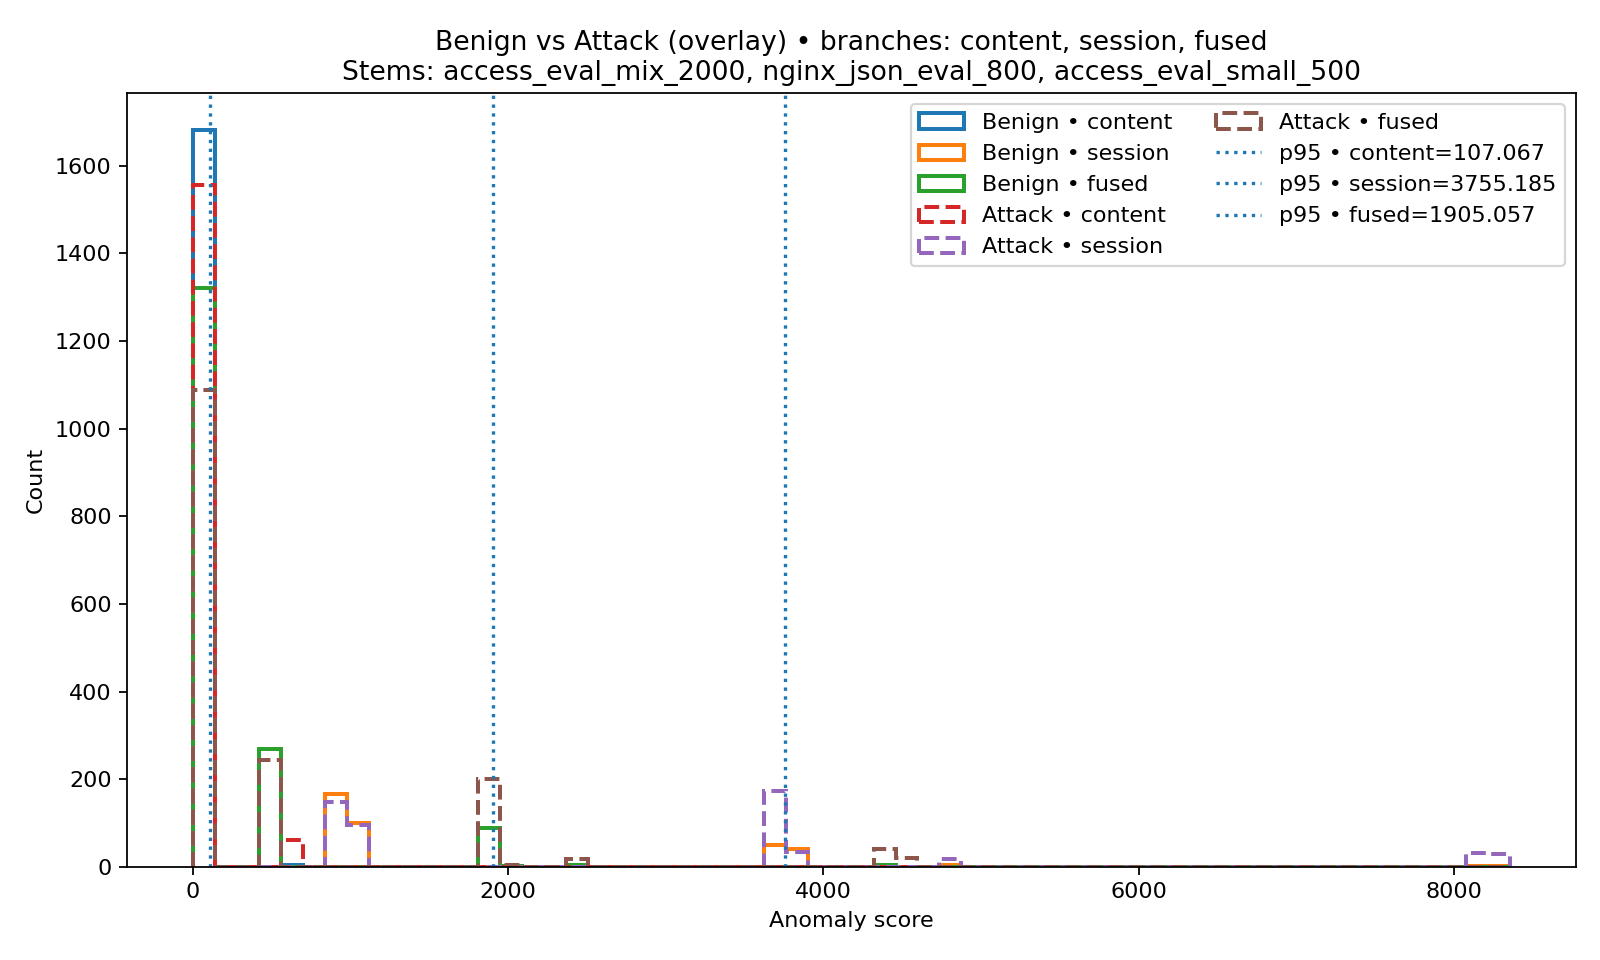 Benign vs Attack (overlay) • branches: content, session, fused
Stems: access_eval_mix_2000, nginx_json_eval_800, access_eval_small_500
Benign • content
Benign • session
Benign • fused
Attack • content
Attack • session
Attack • fused
p95 • content=107.067
p95 • session=3755.185
p95 • fused=1905.057
Count
1600
1400
1200
1000
800
600
400
200
0
0 2000 4000 6000 8000
Anomaly score